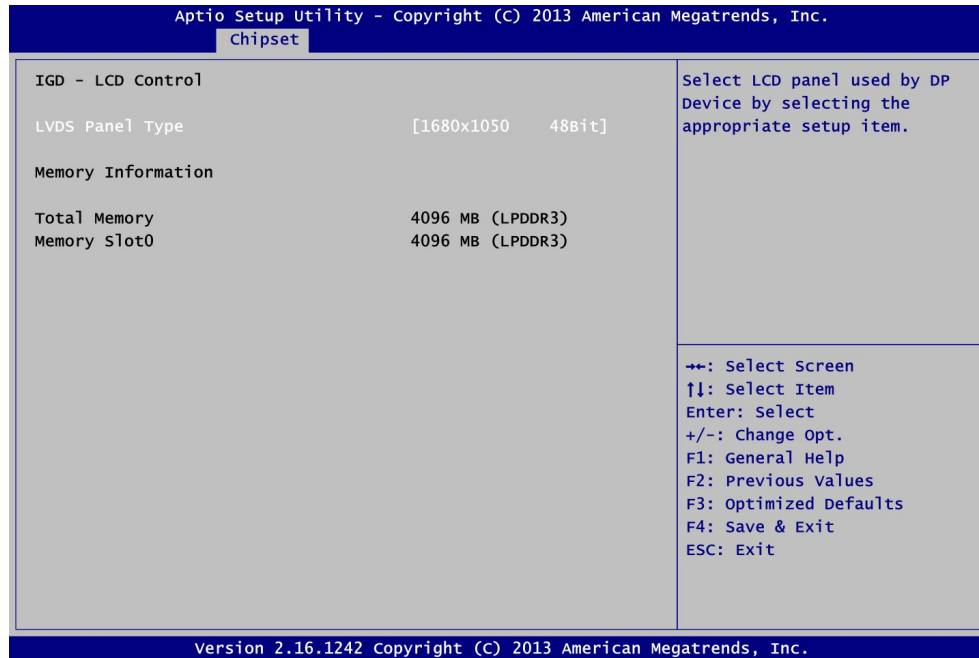 Aptio Setup Utility - Copyright (C) 2013 American Megatrends, Inc.
Chipset
IGD - LCD Control
LVDS Panel Type [1680x1050 48Bit]
Memory Information
Total Memory 4096 MB (LPDDR3)
Memory Slot0 4096 MB (LPDDR3)
Select LCD panel used by DP
Device by selecting the
appropriate setup item.
→←: Select Screen
↑↓: Select Item
Enter: Select
+/-: Change Opt.
F1: General Help
F2: Previous Values
F3: Optimized Defaults
F4: Save & Exit
ESC: Exit
Version 2.16.1242 Copyright (C) 2013 American Megatrends, Inc.